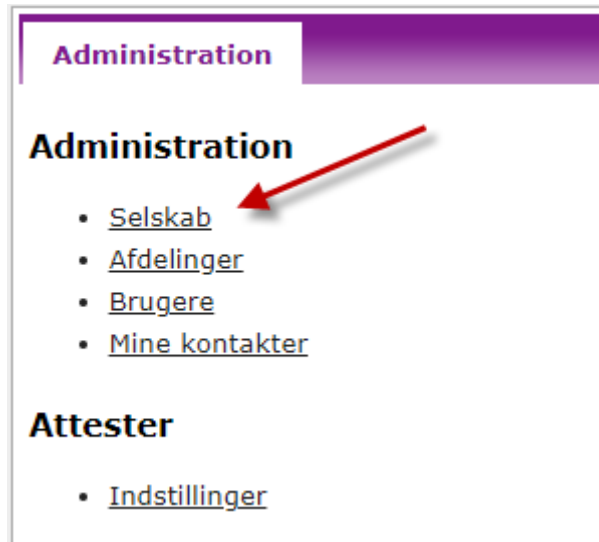 Administration
Administration
Selskab
Afdelinger
Brugere
Mine kontakter
Attester
Indstillinger